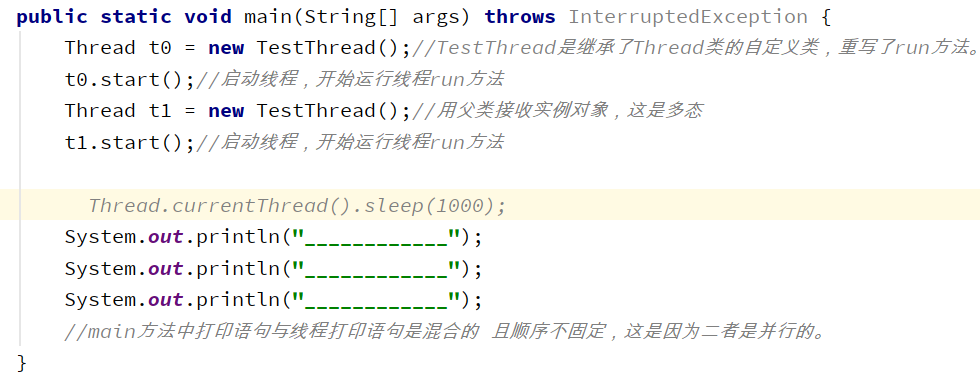 public static void main(String[] args) throws InterruptedException {
Thread t0 = new TestThread();//TestThread是继承了Thread类的自定义类，重写了run方法。
t0.start();//启动线程，开始运行线程run方法
Thread t1 = new TestThread();//用父类接收实例对象，这是多态
t1.start();//启动线程，开始运行线程run方法
Thread.currentThread().sleep(1000);
System.out.println("____________");
System.out.println("____________");
System.out.println("____________");
//main方法中打印语句与线程打印语句是混合的 且顺序不固定，这是因为二者是并行的。
}